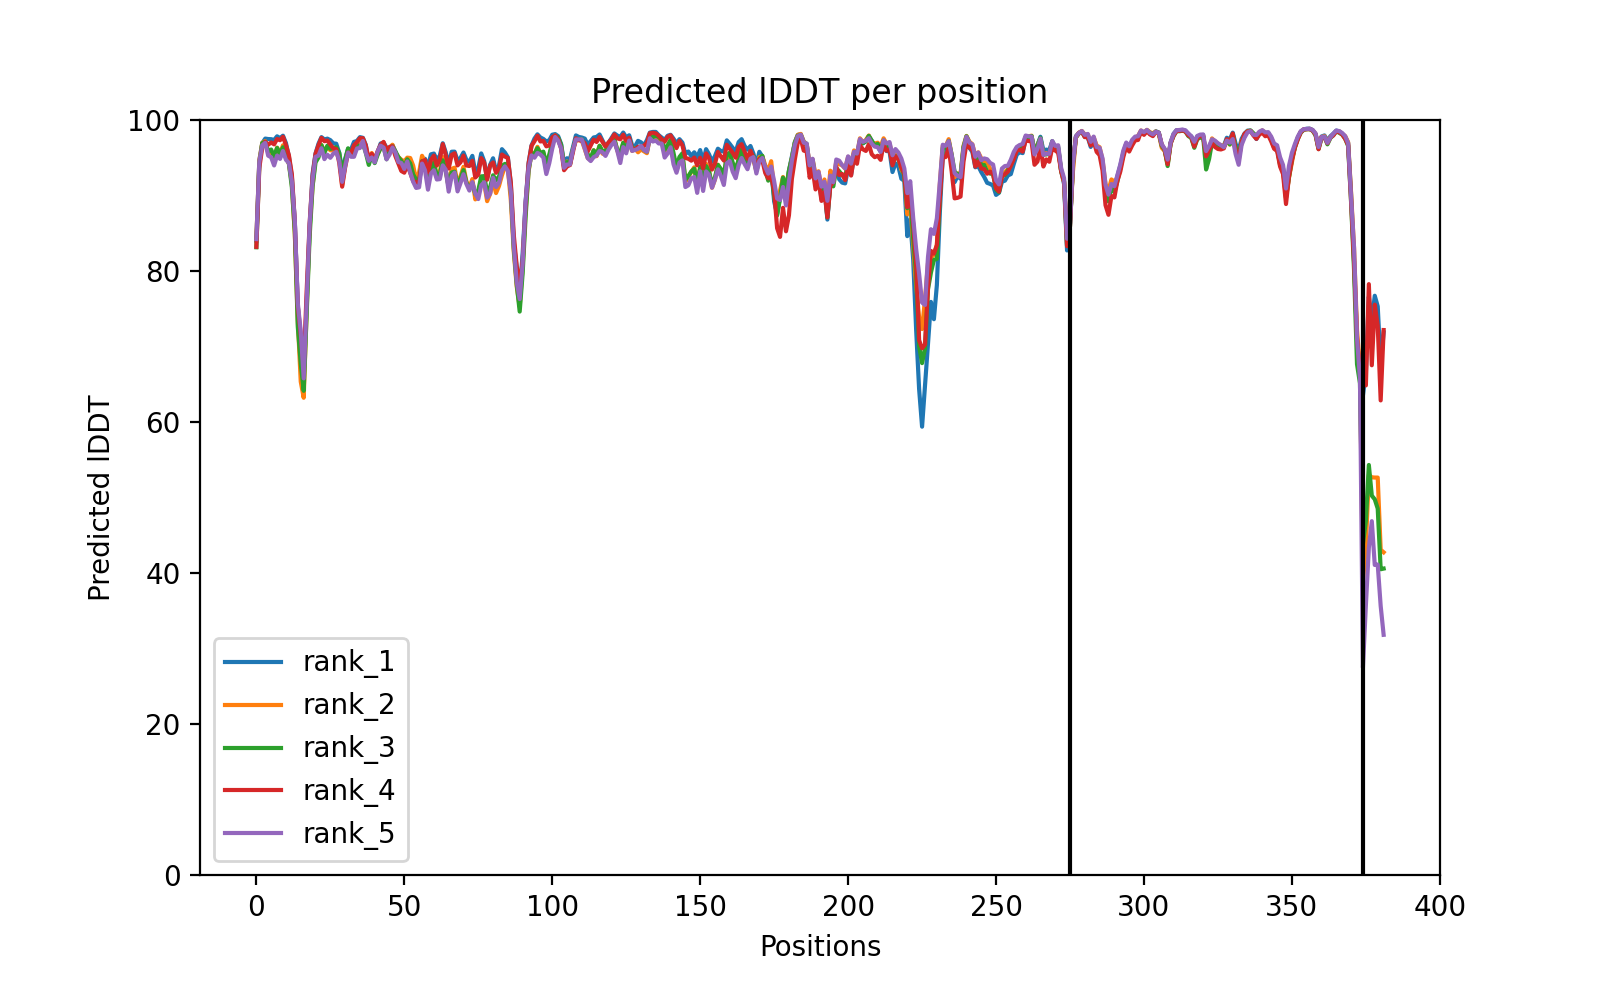 Predicted lDDT per position
100
80
60
40
20
0
Predicted lDDT
rank_1
rank_2
rank_3
rank_4
rank_5
0 50 100 150 200 250 300 350 400
Positions